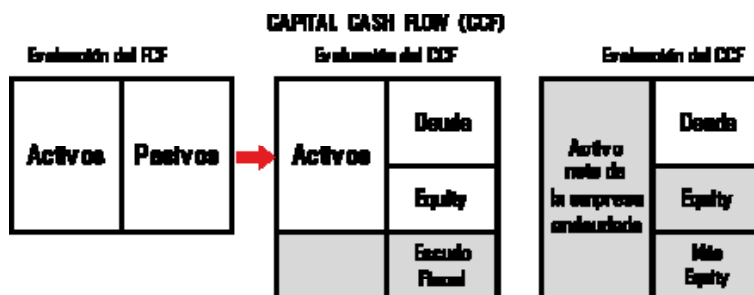 CAPITAL CASH FLOW (CCF)
Evaluación del FCF
Evaluación del CCF
Evaluación del CCF
Activos
Pasivos
Activos
Deuda
Equity
Escudo
Fiscal
Activo
neto de
la empresa
endeudada
Deuda
Equity
Más
Equity